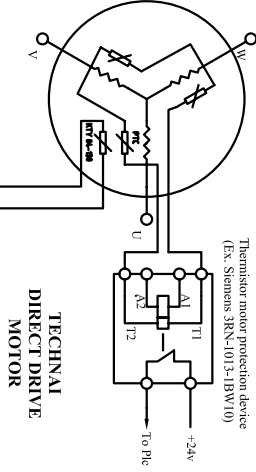 V
W
PTC
KTY 84-130
U
Thermistor motor protection device
(Ex. Siemens 3RN-1013-1BW10)
A2
A1
T2
T1
+24v
To Plc
TECHNAI
DIRECT DRIVE
MOTOR